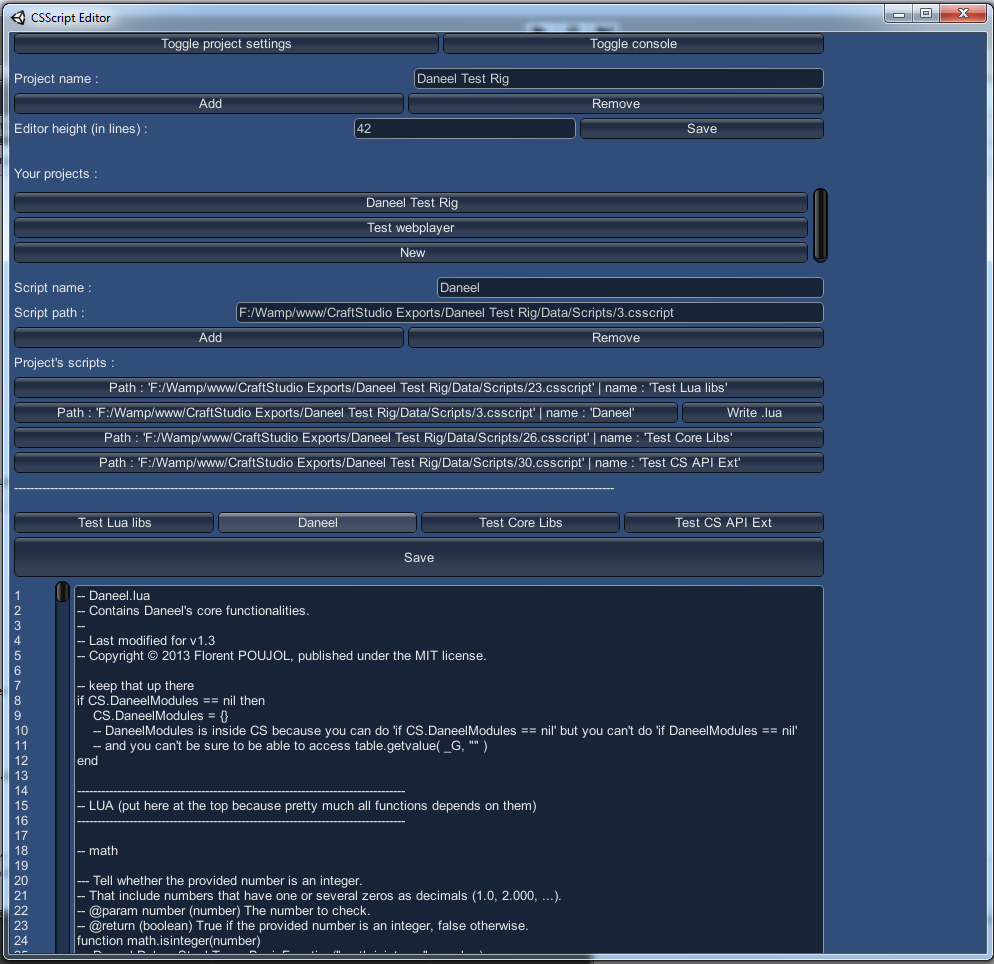 CSScript Editor
Toggle project settings Toggle console
Project name : Daneel Test Rig
Add Remove
Editor height (in lines) : 42 Save
Your projects :
Daneel Test Rig
Test webplayer
New
Script name : Daneel
Script path : F:/Wamp/www/CraftStudio Exports/Daneel Test Rig/Data/Scripts/3.csscript
Add Remove
Project's scripts :
Path : 'F:/Wamp/www/CraftStudio Exports/Daneel Test Rig/Data/Scripts/23.csscript' | name : 'Test Lua libs'
Path : 'F:/Wamp/www/CraftStudio Exports/Daneel Test Rig/Data/Scripts/3.csscript' | name : 'Daneel' Write .lua
Path : 'F:/Wamp/www/CraftStudio Exports/Daneel Test Rig/Data/Scripts/26.csscript' | name : 'Test Core Libs'
Path : 'F:/Wamp/www/CraftStudio Exports/Daneel Test Rig/Data/Scripts/30.csscript' | name : 'Test CS API Ext'
------------------------------------------------------------------------------------------------------------------------------------------------------
Test Lua libs Daneel Test Core Libs Test CS API Ext
Save
1 -- Daneel.lua
2 -- Contains Daneel's core functionalities.
3 --
4 -- Last modified for v1.3
5 -- Copyright © 2013 Florent POUJOL, published under the MIT license.
6
7 -- keep that up there
8 if CS.DaneelModules == nil then
9 CS.DaneelModules = {}
10 -- DaneelModules is inside CS because you can do 'if CS.DaneelModules == nil' but you can't do 'if DaneelModules == nil'
11 -- and you can't be sure to be able to access table.getvalue( _G, "" )
12 end
13
14 ----------------------------------------------------------------------------------
15 -- LUA (put here at the top because pretty much all functions depends on them)
16 ----------------------------------------------------------------------------------
17
18 -- math
19
20 --- Tell whether the provided number is an integer.
21 -- That include numbers that have one or several zeros as decimals (1.0, 2.000, ...).
22 -- @param number (number) The number to check.
23 -- @return (boolean) True if the provided number is an integer, false otherwise.
24 function math.isinteger(number)